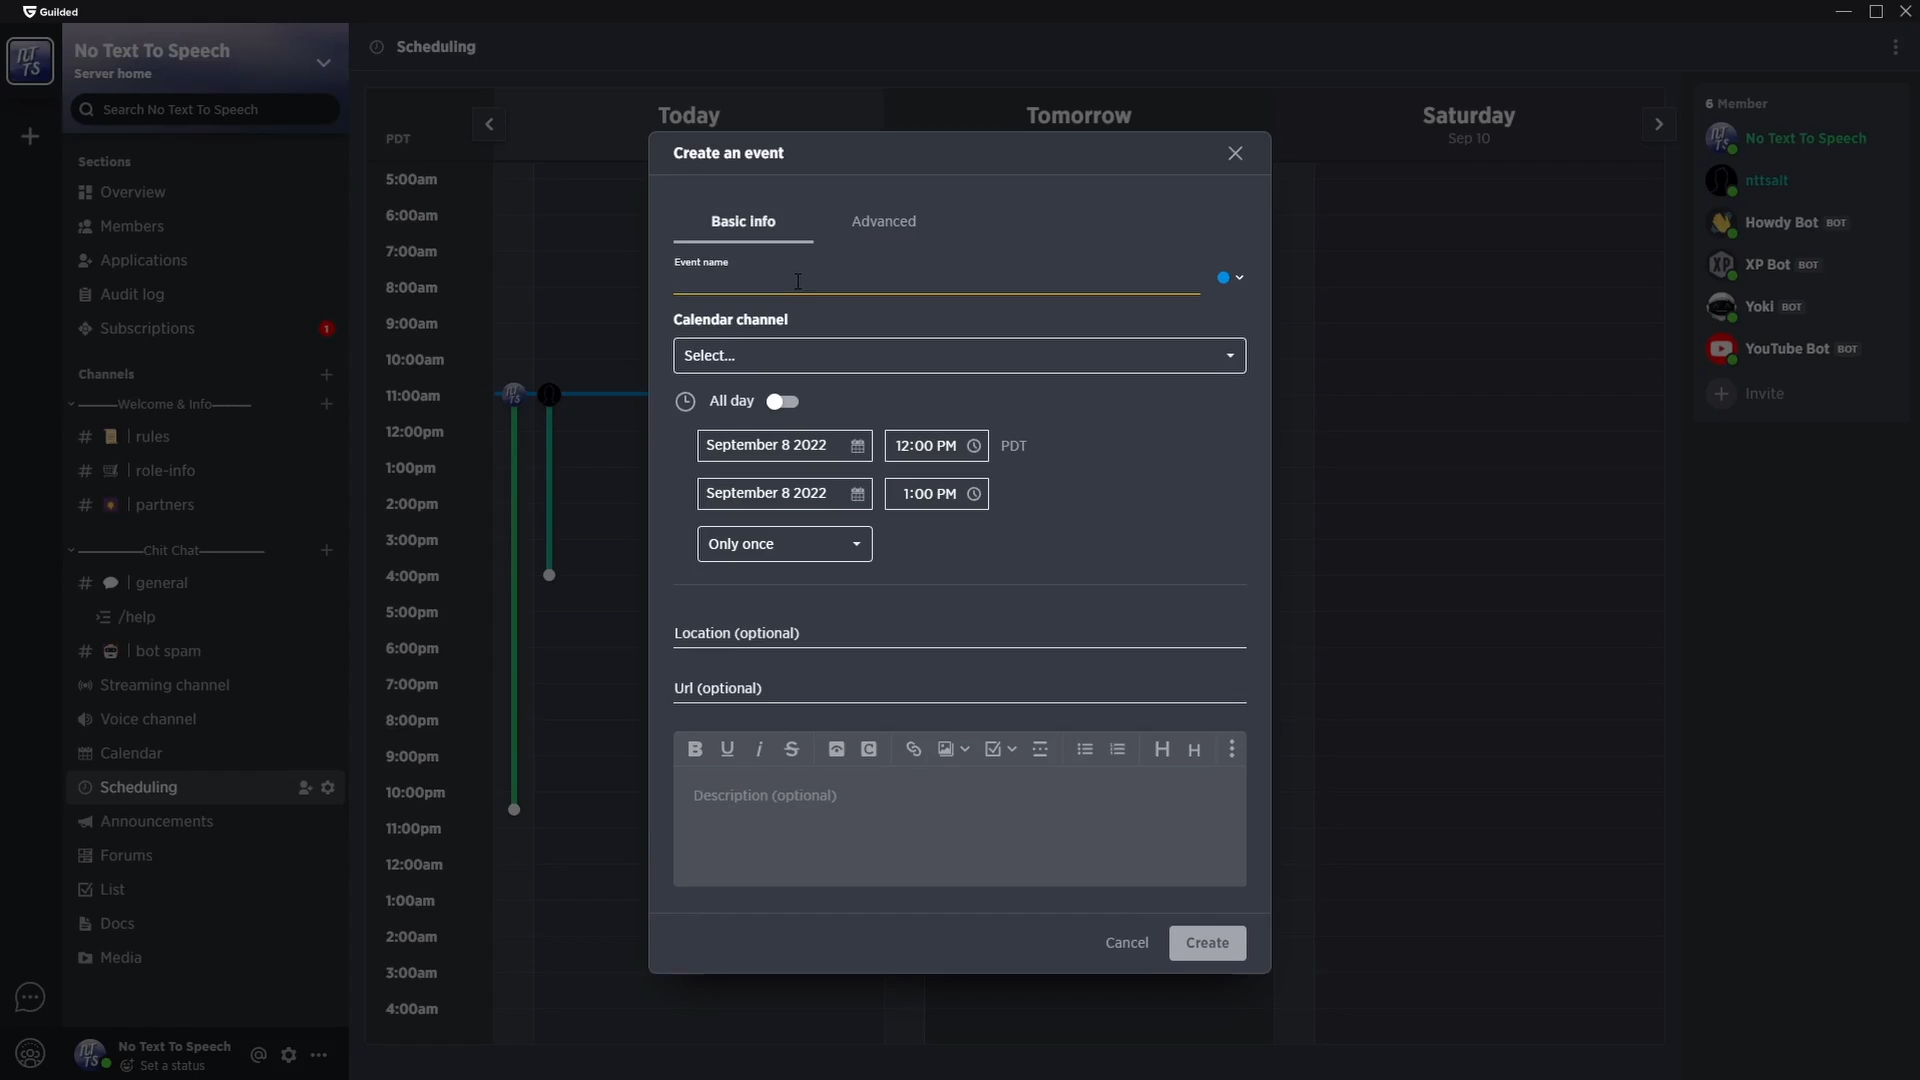 Guilded
No Text To Speech
Server home
Search No Text To Speech
Sections
Overview
Members
Applications
Audit log
Subscriptions
1
Channels
Welcome & Info
# | rules
# | role-info
# | partners
Chit Chat
# | general
/help
# | bot spam
Streaming channel
Voice channel
Calendar
Scheduling
Announcements
Forums
List
Docs
Media
No Text To Speech
Set a status
Scheduling
PDT
Today
Tomorrow
Saturday
Sep 10
5:00am
6:00am
7:00am
8:00am
9:00am
10:00am
11:00am
12:00pm
1:00pm
2:00pm
3:00pm
4:00pm
5:00pm
6:00pm
7:00pm
8:00pm
9:00pm
10:00pm
11:00pm
12:00am
1:00am
2:00am
3:00am
4:00am
Create an event
Basic info
Advanced
Event name
Calendar channel
Select...
All day
September 8 2022
12:00 PM
PDT
September 8 2022
1:00 PM
Only once
Location (optional)
Url (optional)
B U i S C H H
Description (optional)
Cancel
Create
6 Member
No Text To Speech
nttsalt
Howdy Bot BOT
XP Bot BOT
Yoki BOT
YouTube Bot BOT
Invite